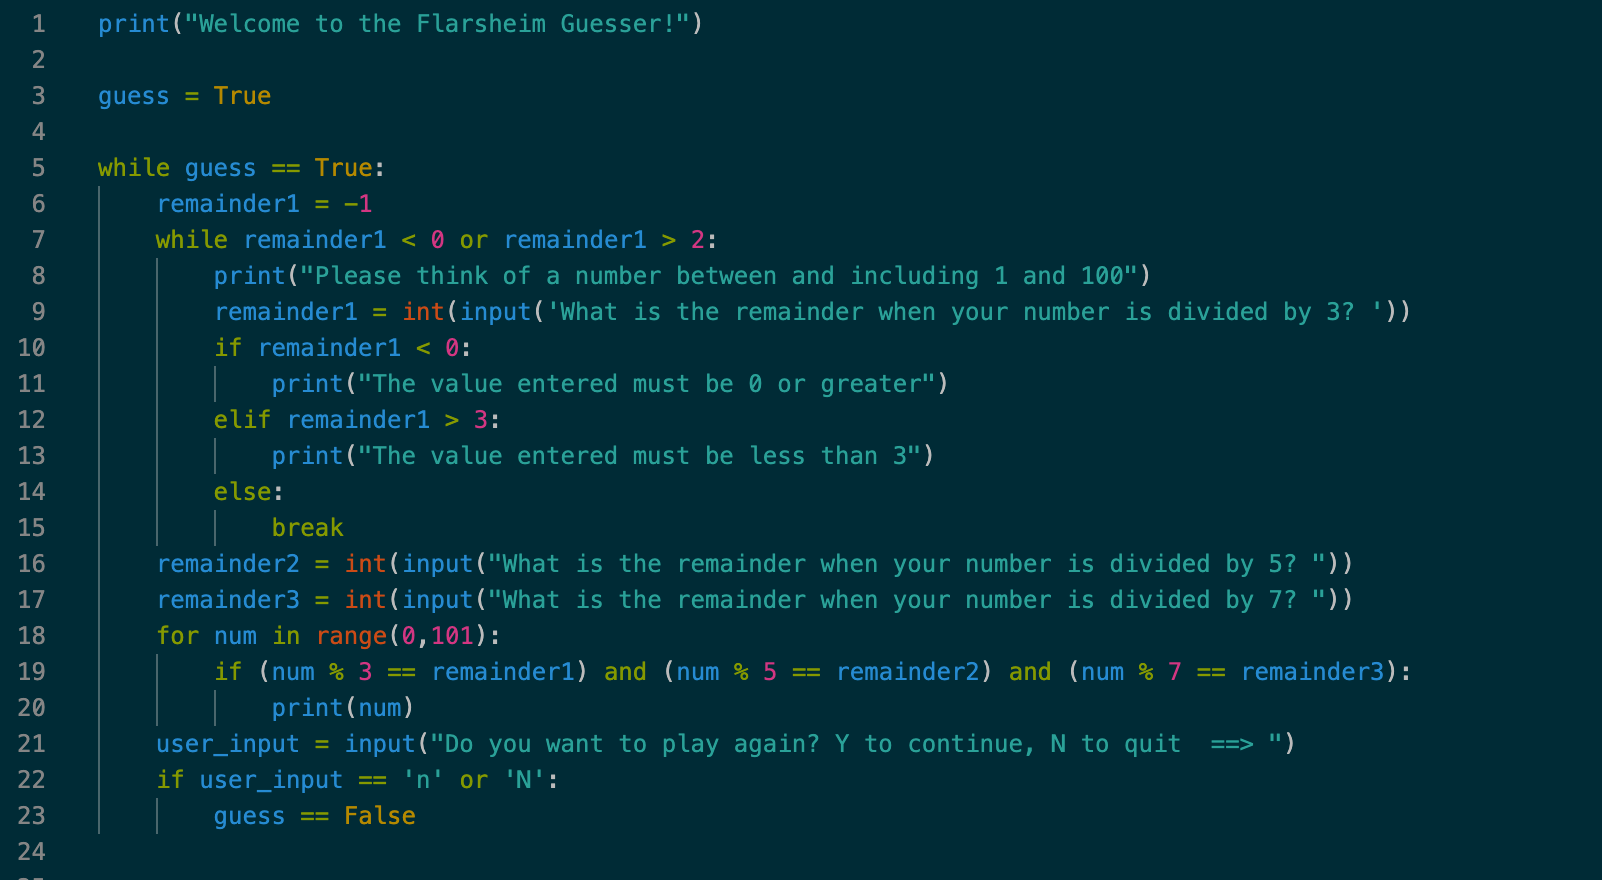 1 print("Welcome to the Flarsheim Guesser!")
2
3 guess = True
4
5 while guess == True:
6     remainder1 = -1
7     while remainder1 < 0 or remainder1 > 2:
8         print("Please think of a number between and including 1 and 100")
9         remainder1 = int(input('What is the remainder when your number is divided by 3? '))
10         if remainder1 < 0:
11             print("The value entered must be 0 or greater")
12         elif remainder1 > 3:
13             print("The value entered must be less than 3")
14         else:
15             break
16     remainder2 = int(input("What is the remainder when your number is divided by 5? "))
17     remainder3 = int(input("What is the remainder when your number is divided by 7? "))
18     for num in range(0,101):
19         if (num % 3 == remainder1) and (num % 5 == remainder2) and (num % 7 == remainder3):
20             print(num)
21     user_input = input("Do you want to play again? Y to continue, N to quit  ==> ")
22     if user_input == 'n' or 'N':
23         guess == False
24